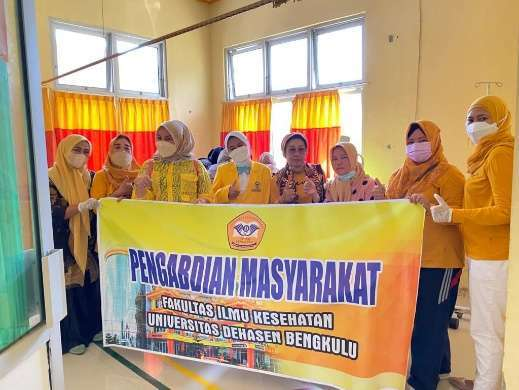 PENGABDIAN MASYARAKAT
FAKULTAS ILMU KESEHATAN
UNIVERSITAS DEHASEN BENGKULU